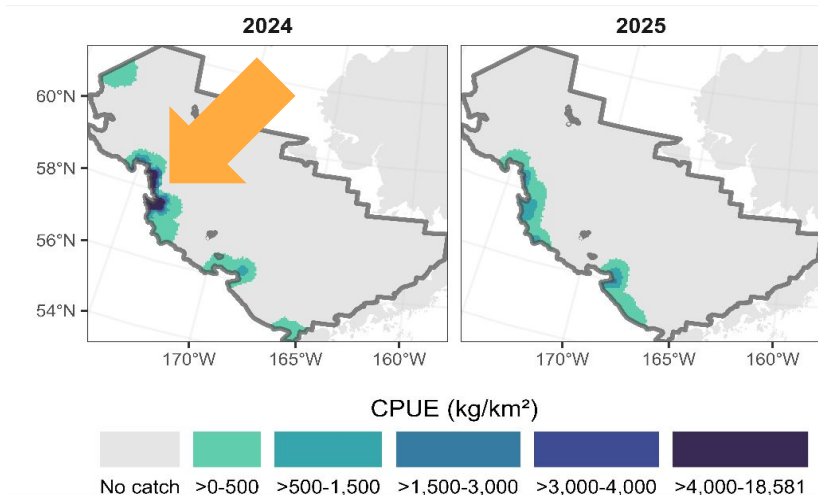 2024 2025
60°N
58°N
56°N
54°N
170°W 165°W 160°W 170°W 165°W 160°W
CPUE (kg/km²)
No catch >0-500 >500-1,500 >1,500-3,000 >3,000-4,000 >4,000-18,581